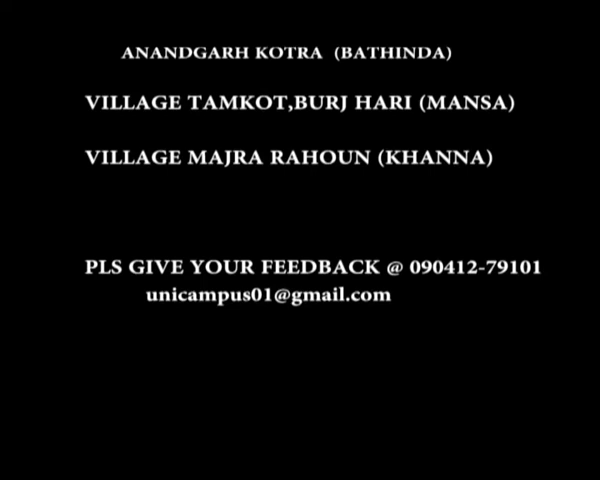 ANANDGARH KOTRA (BATHINDA)
VILLAGE TAMKOT,BURJ HARI (MANSA)
VILLAGE MAJRA RAHOUN (KHANNA)
PLS GIVE YOUR FEEDBACK @ 090412-79101
unicampus01@gmail.com